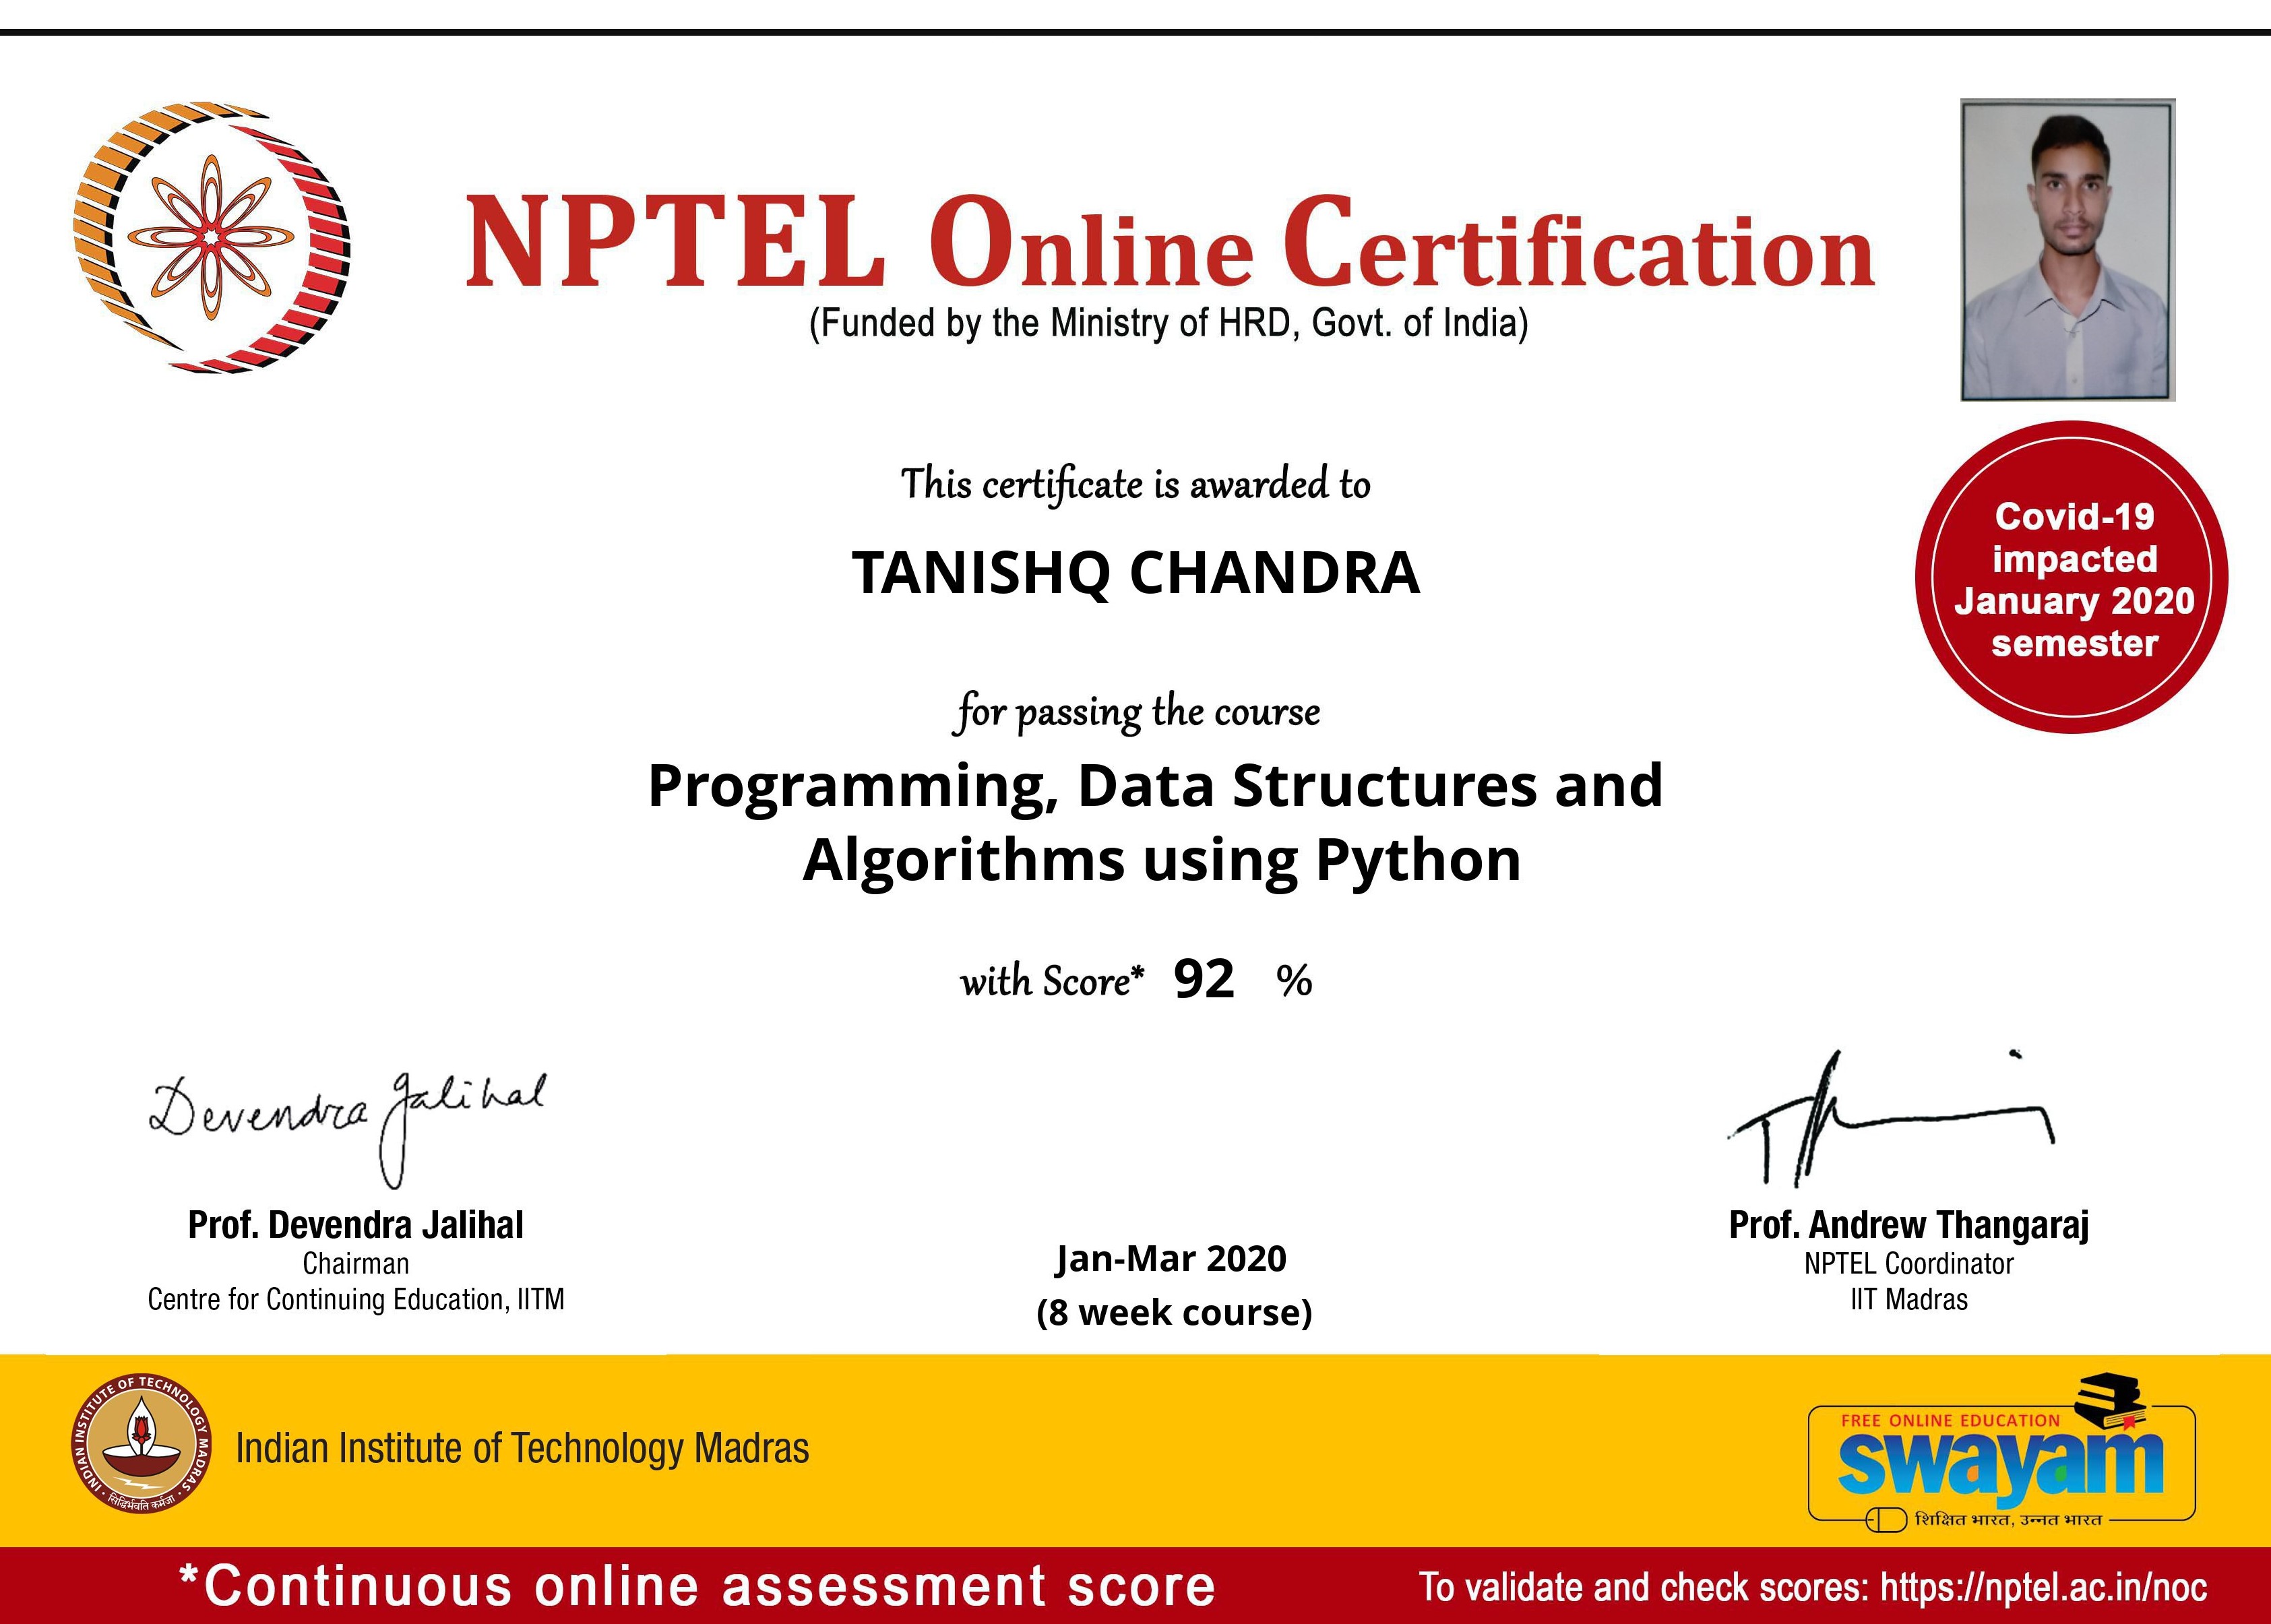 NPTEL Online Certification
(Funded by the Ministry of HRD, Govt. of India)
This certificate is awarded to
TANISHQ CHANDRA
Covid-19
impacted
January 2020
semester
for passing the course
Programming, Data Structures and
Algorithms using Python
with Score* 92 %
Devendra Jalihal
Prof. Devendra Jalihal
Chairman
Centre for Continuing Education, IITM
Jan-Mar 2020
(8 week course)
Prof. Andrew Thangaraj
NPTEL Coordinator
IIT Madras
INDIAN INSTITUTE OF TECHNOLOGY MADRAS
सिद्धिर्भवति कर्मजा
Indian Institute of Technology Madras
FREE ONLINE EDUCATION
swayam
शिक्षित भारत, उन्नत भारत
*Continuous online assessment score
To validate and check scores: https://nptel.ac.in/noc